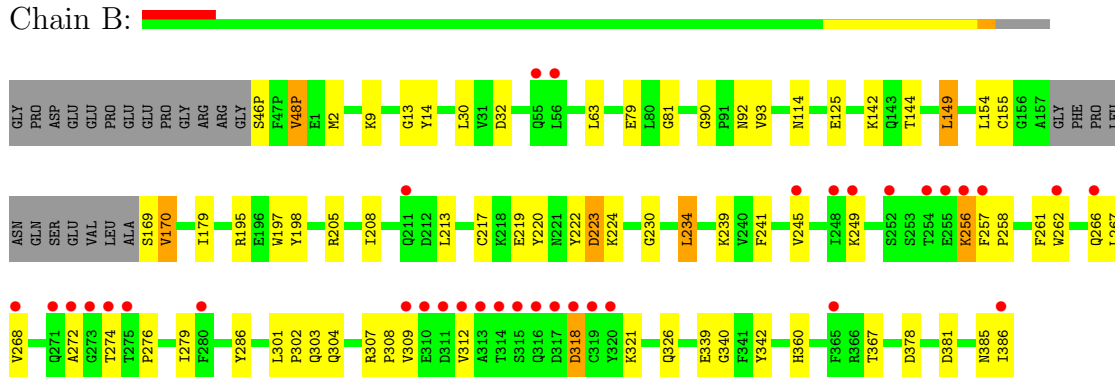 Chain B:
GLY PRO ASP GLU GLU PRO GLU GLU PRO GLY ARG ARG GLY S46P F47P V48P E1 M2 K9 G13 Y14 L30 V31 D32 Q55 L56 L63 E79 L80 G81 G90 P91 N92 V93 N114 E125 K142 Q143 T144 L149 L154 C155 G156 A157 GLY PHE PRO LEU
ASN GLN SER GLU VAL LEU ALA S169 V170 I179 R195 E196 W197 Y198 R205 I208 Q211 D212 L213 C217 K218 E219 Y220 N221 Y222 D223 K224 G230 L234 K239 V240 F241 V245 I248 K249 S252 S253 T254 E255 K256 F257 P258 F261 W262 Q266 L267
V268 Q271 A272 G273 T274 T275 P276 I279 F280 Y286 L301 P302 Q303 Q304 R307 P308 V309 E310 D311 V312 A313 T314 S315 Q316 D317 D318 C319 Y320 K321 Q326 E339 G340 F341 Y342 H360 F365 R366 T367 D378 D381 N385 I386